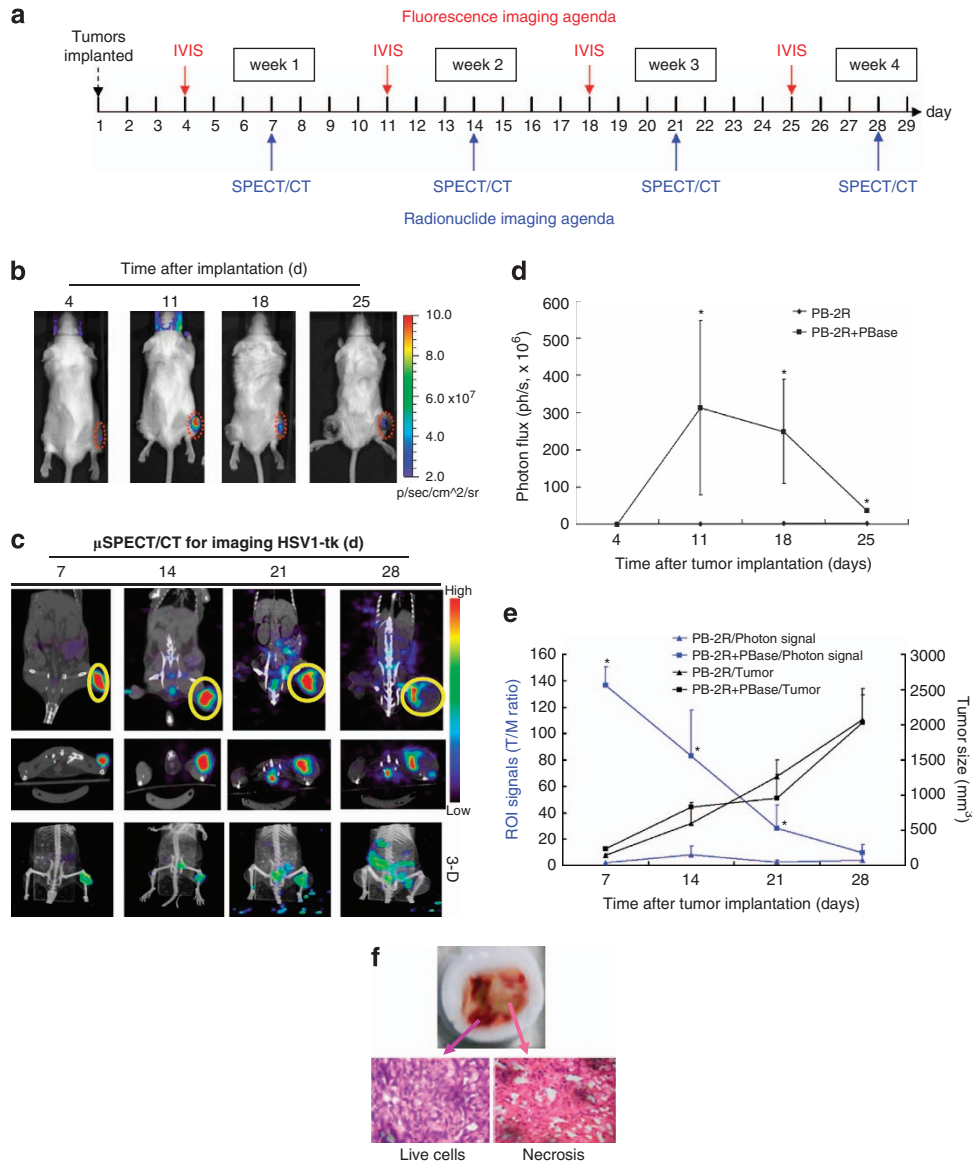 a
Fluorescence imaging agenda
Tumors
implanted
IVIS
week 1
IVIS
week 2
IVIS
week 3
IVIS
week 4
1 2 3 4 5 6 7 8 9 10 11 12 13 14 15 16 17 18 19 20 21 22 23 24 25 26 27 28 29
day
SPECT/CT SPECT/CT SPECT/CT SPECT/CT
Radionuclide imaging agenda
b
Time after implantation (d)
4 11 18 25
10.0
8.0
6.0 x10^7
4.0
2.0
p/sec/cm^2/sr
c
μSPECT/CT for imaging HSV1-tk (d)
7 14 21 28
High
Low
3-D
d
PB-2R
PB-2R+PBase
Photon flux (ph/s, x 10^6)
600
500
400
300
200
100
0
* * *
4 11 18 25
Time after tumor implantation (days)
e
PB-2R/Photon signal
PB-2R+PBase/Photon signal
PB-2R/Tumor
PB-2R+PBase/Tumor
ROI signals (T/M ratio)
160
140
120
100
80
60
40
20
0
* * *
3000
2500
2000
1500
1000
500
0
Tumor size (mm^3)
7 14 21 28
Time after tumor implantation (days)
f
Live cells
Necrosis